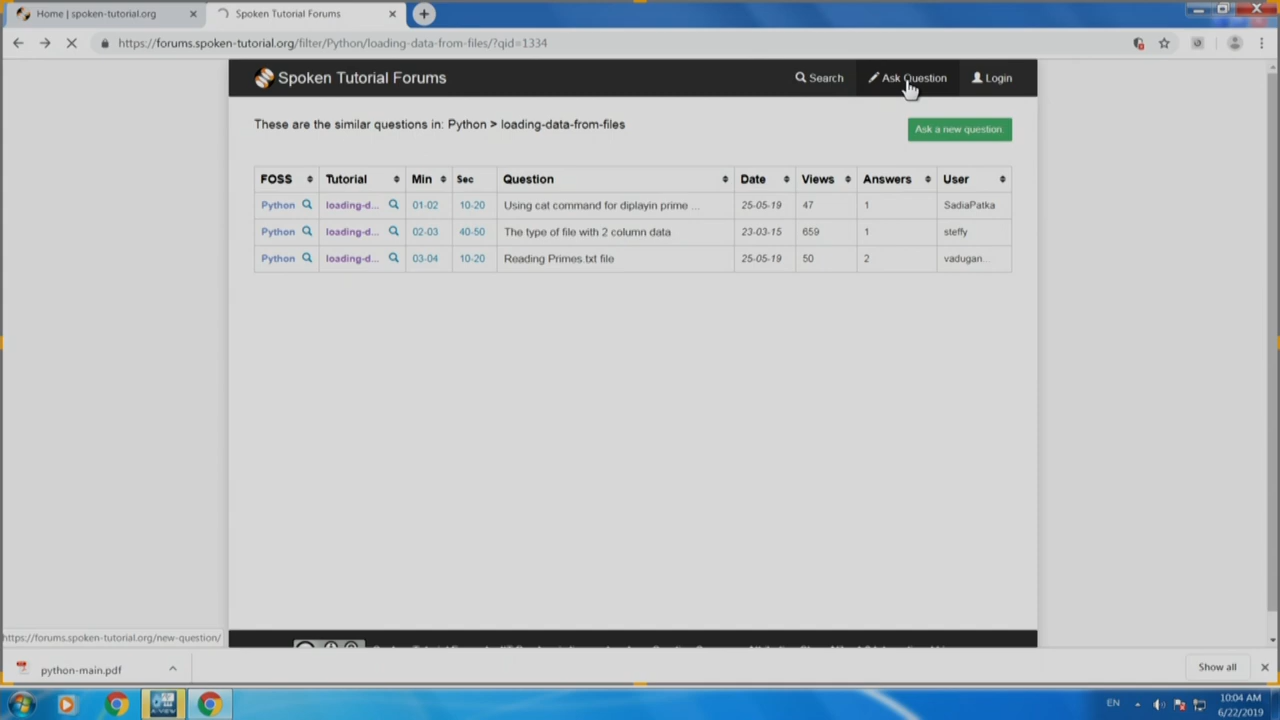 Home | spoken-tutorial.org
Spoken Tutorial Forums
https://forums.spoken-tutorial.org/filter/Python/loading-data-from-files/?qid=1334
Spoken Tutorial Forums
Search
Ask Question
Login
These are the similar questions in: Python > loading-data-from-files
Ask a new question
FOSS Tutorial Min Sec Question Date Views Answers User
Python loading-d... 01-02 10-20 Using cat command for diplayin prime ... 25-05-19 47 1 SadiaPatka
Python loading-d... 02-03 40-50 The type of file with 2 column data 23-03-15 659 1 steffy
Python loading-d... 03-04 10-20 Reading Primes.txt file 25-05-19 50 2 vadugan
https://forums.spoken-tutorial.org/new-question/
python-main.pdf
Show all
EN
10:04 AM
6/22/2019